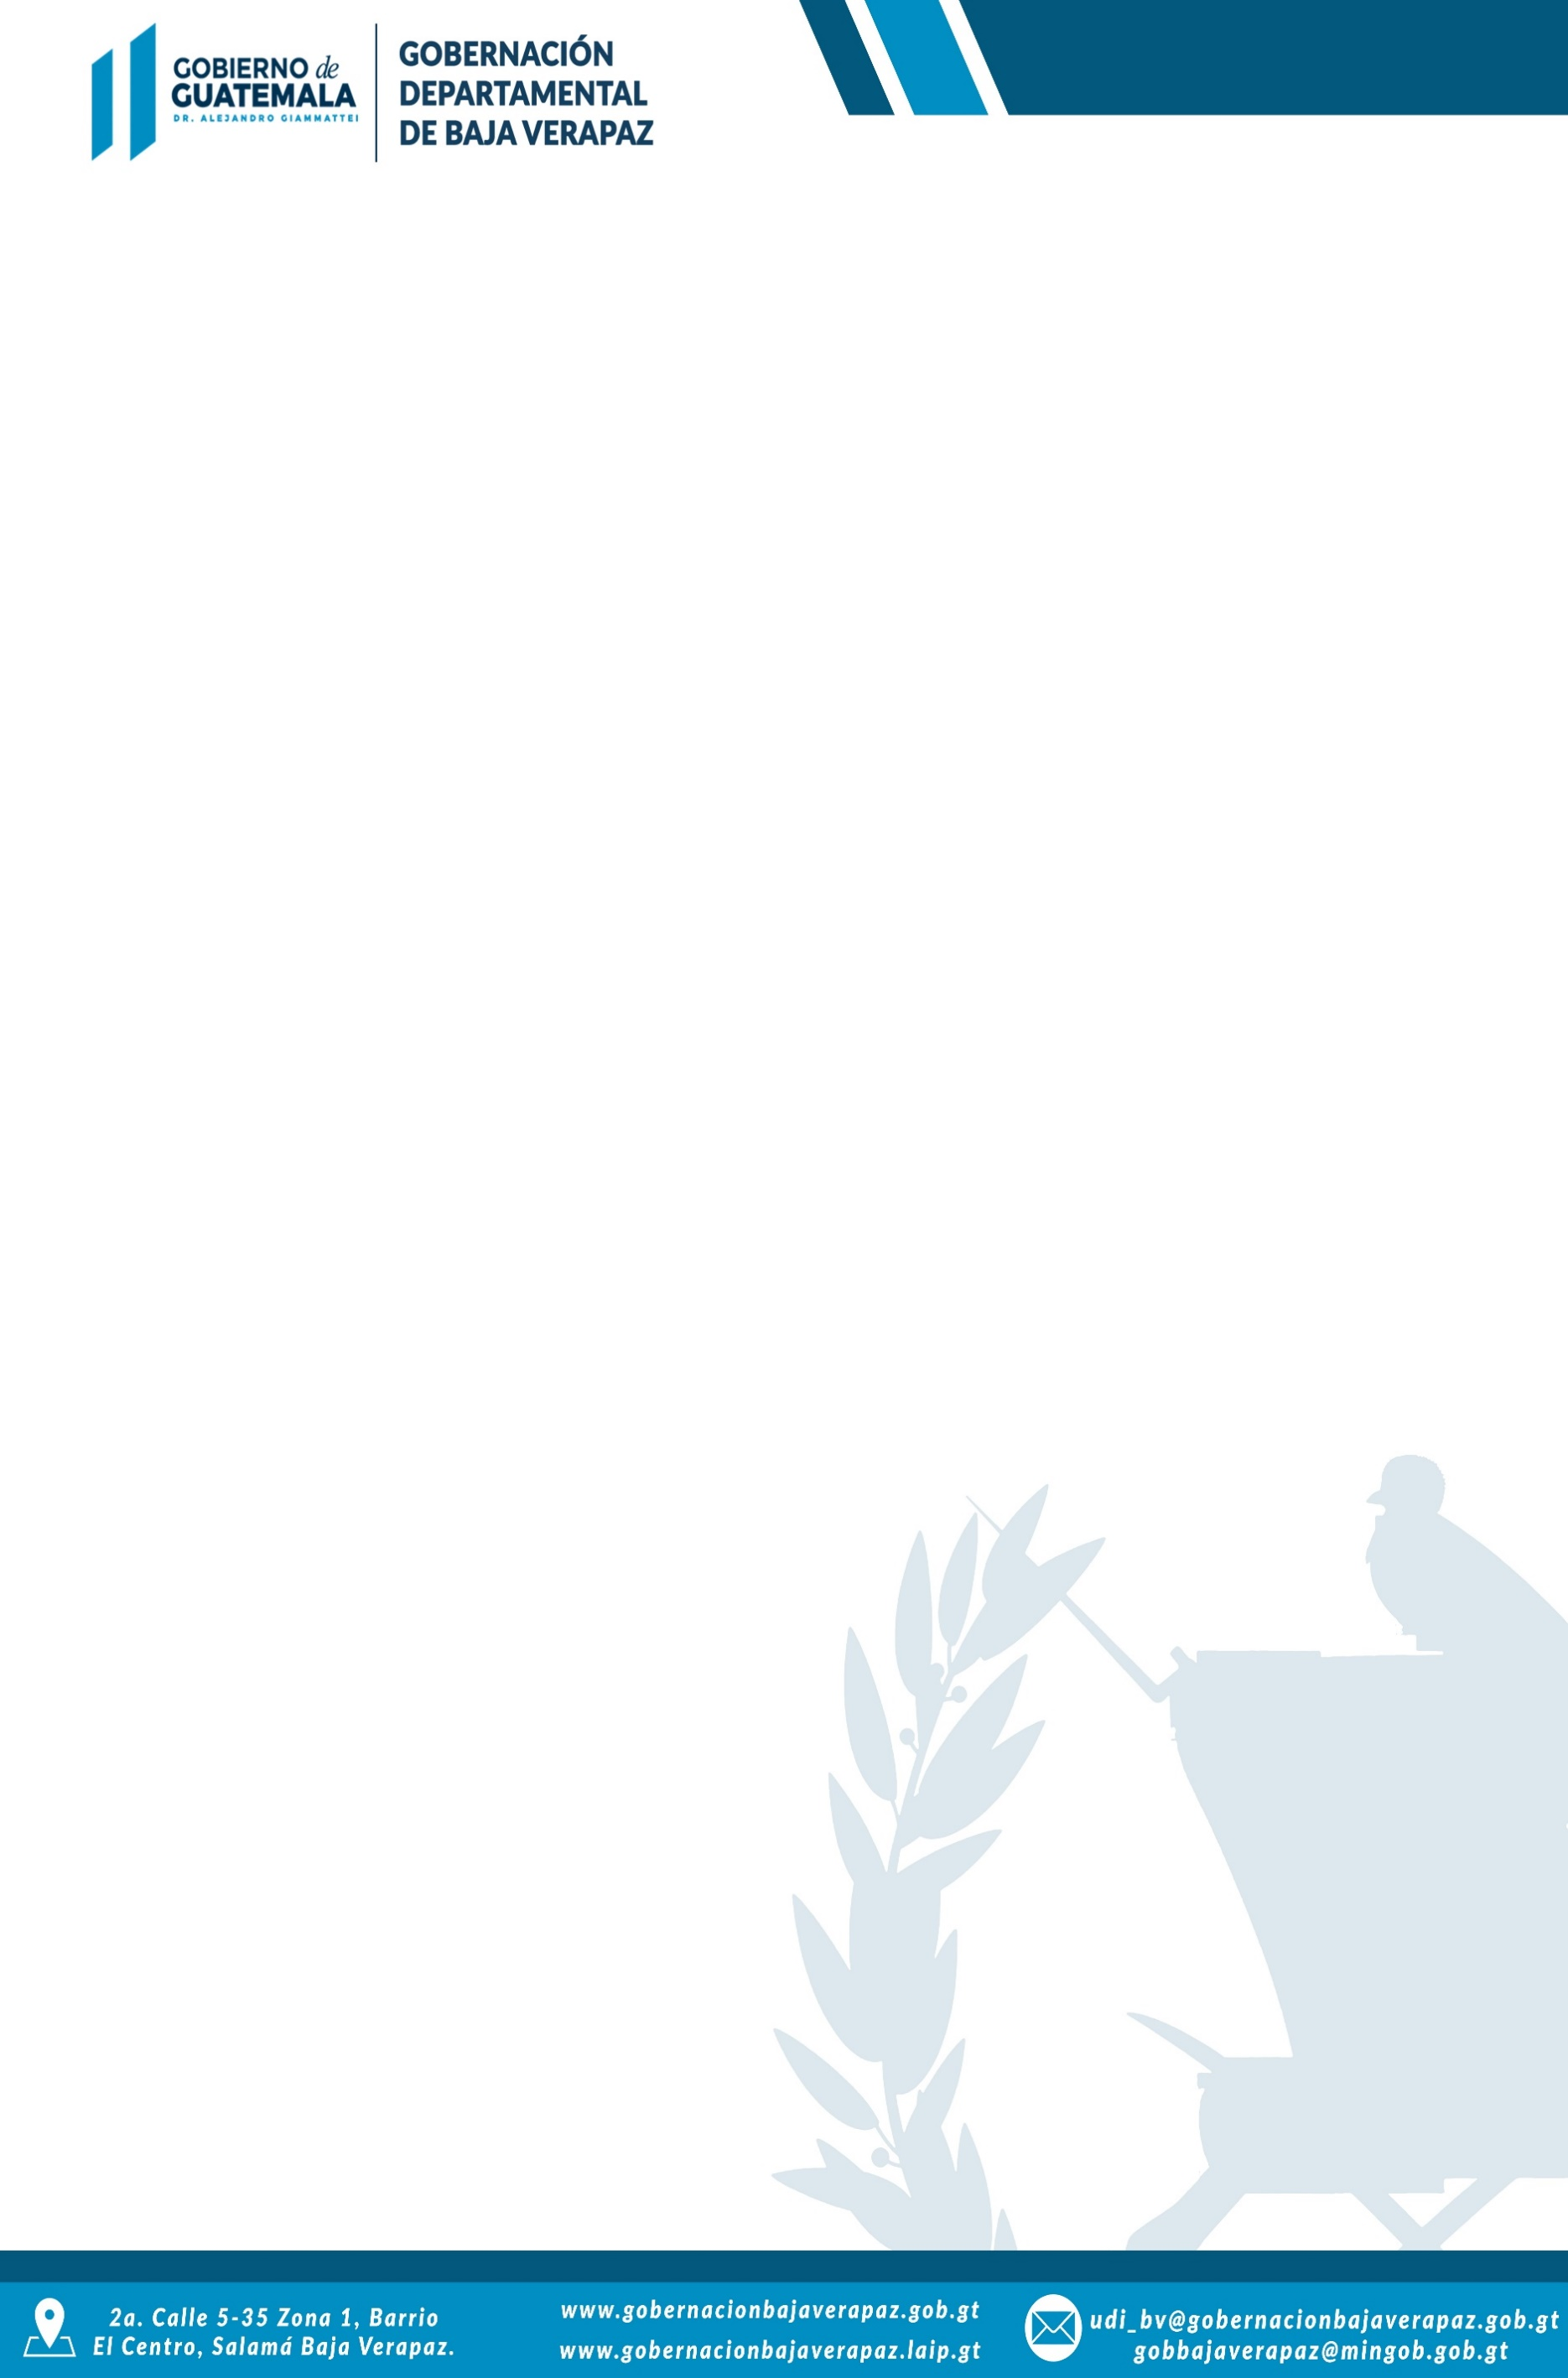 GOBIERNO de
GUATEMALA
DR. ALEJANDRO GIAMMATTEI
GOBERNACIÓN
DEPARTAMENTAL
DE BAJA VERAPAZ
2a. Calle 5-35 Zona 1, Barrio
El Centro, Salamá Baja Verapaz.
www.gobernacionbajaverapaz.gob.gt
www.gobernacionbajaverapaz.laip.gt
udi_bv@gobernacionbajaverapaz.gob.gt
gobbajaverapaz@mingob.gob.gt